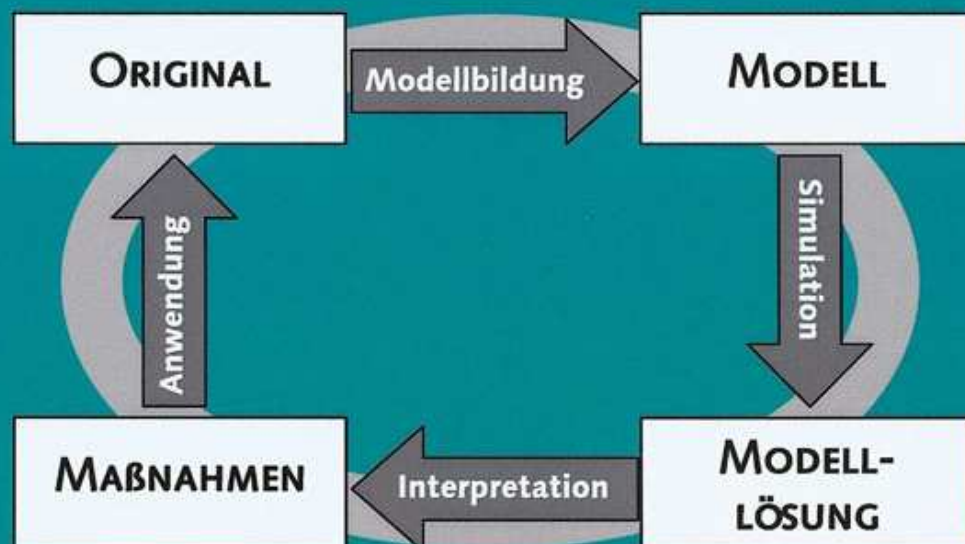 ORIGINAL
Modellbildung
MODELL
Simulation
Anwendung
MAßNAHMEN
Interpretation
MODELL-
LÖSUNG